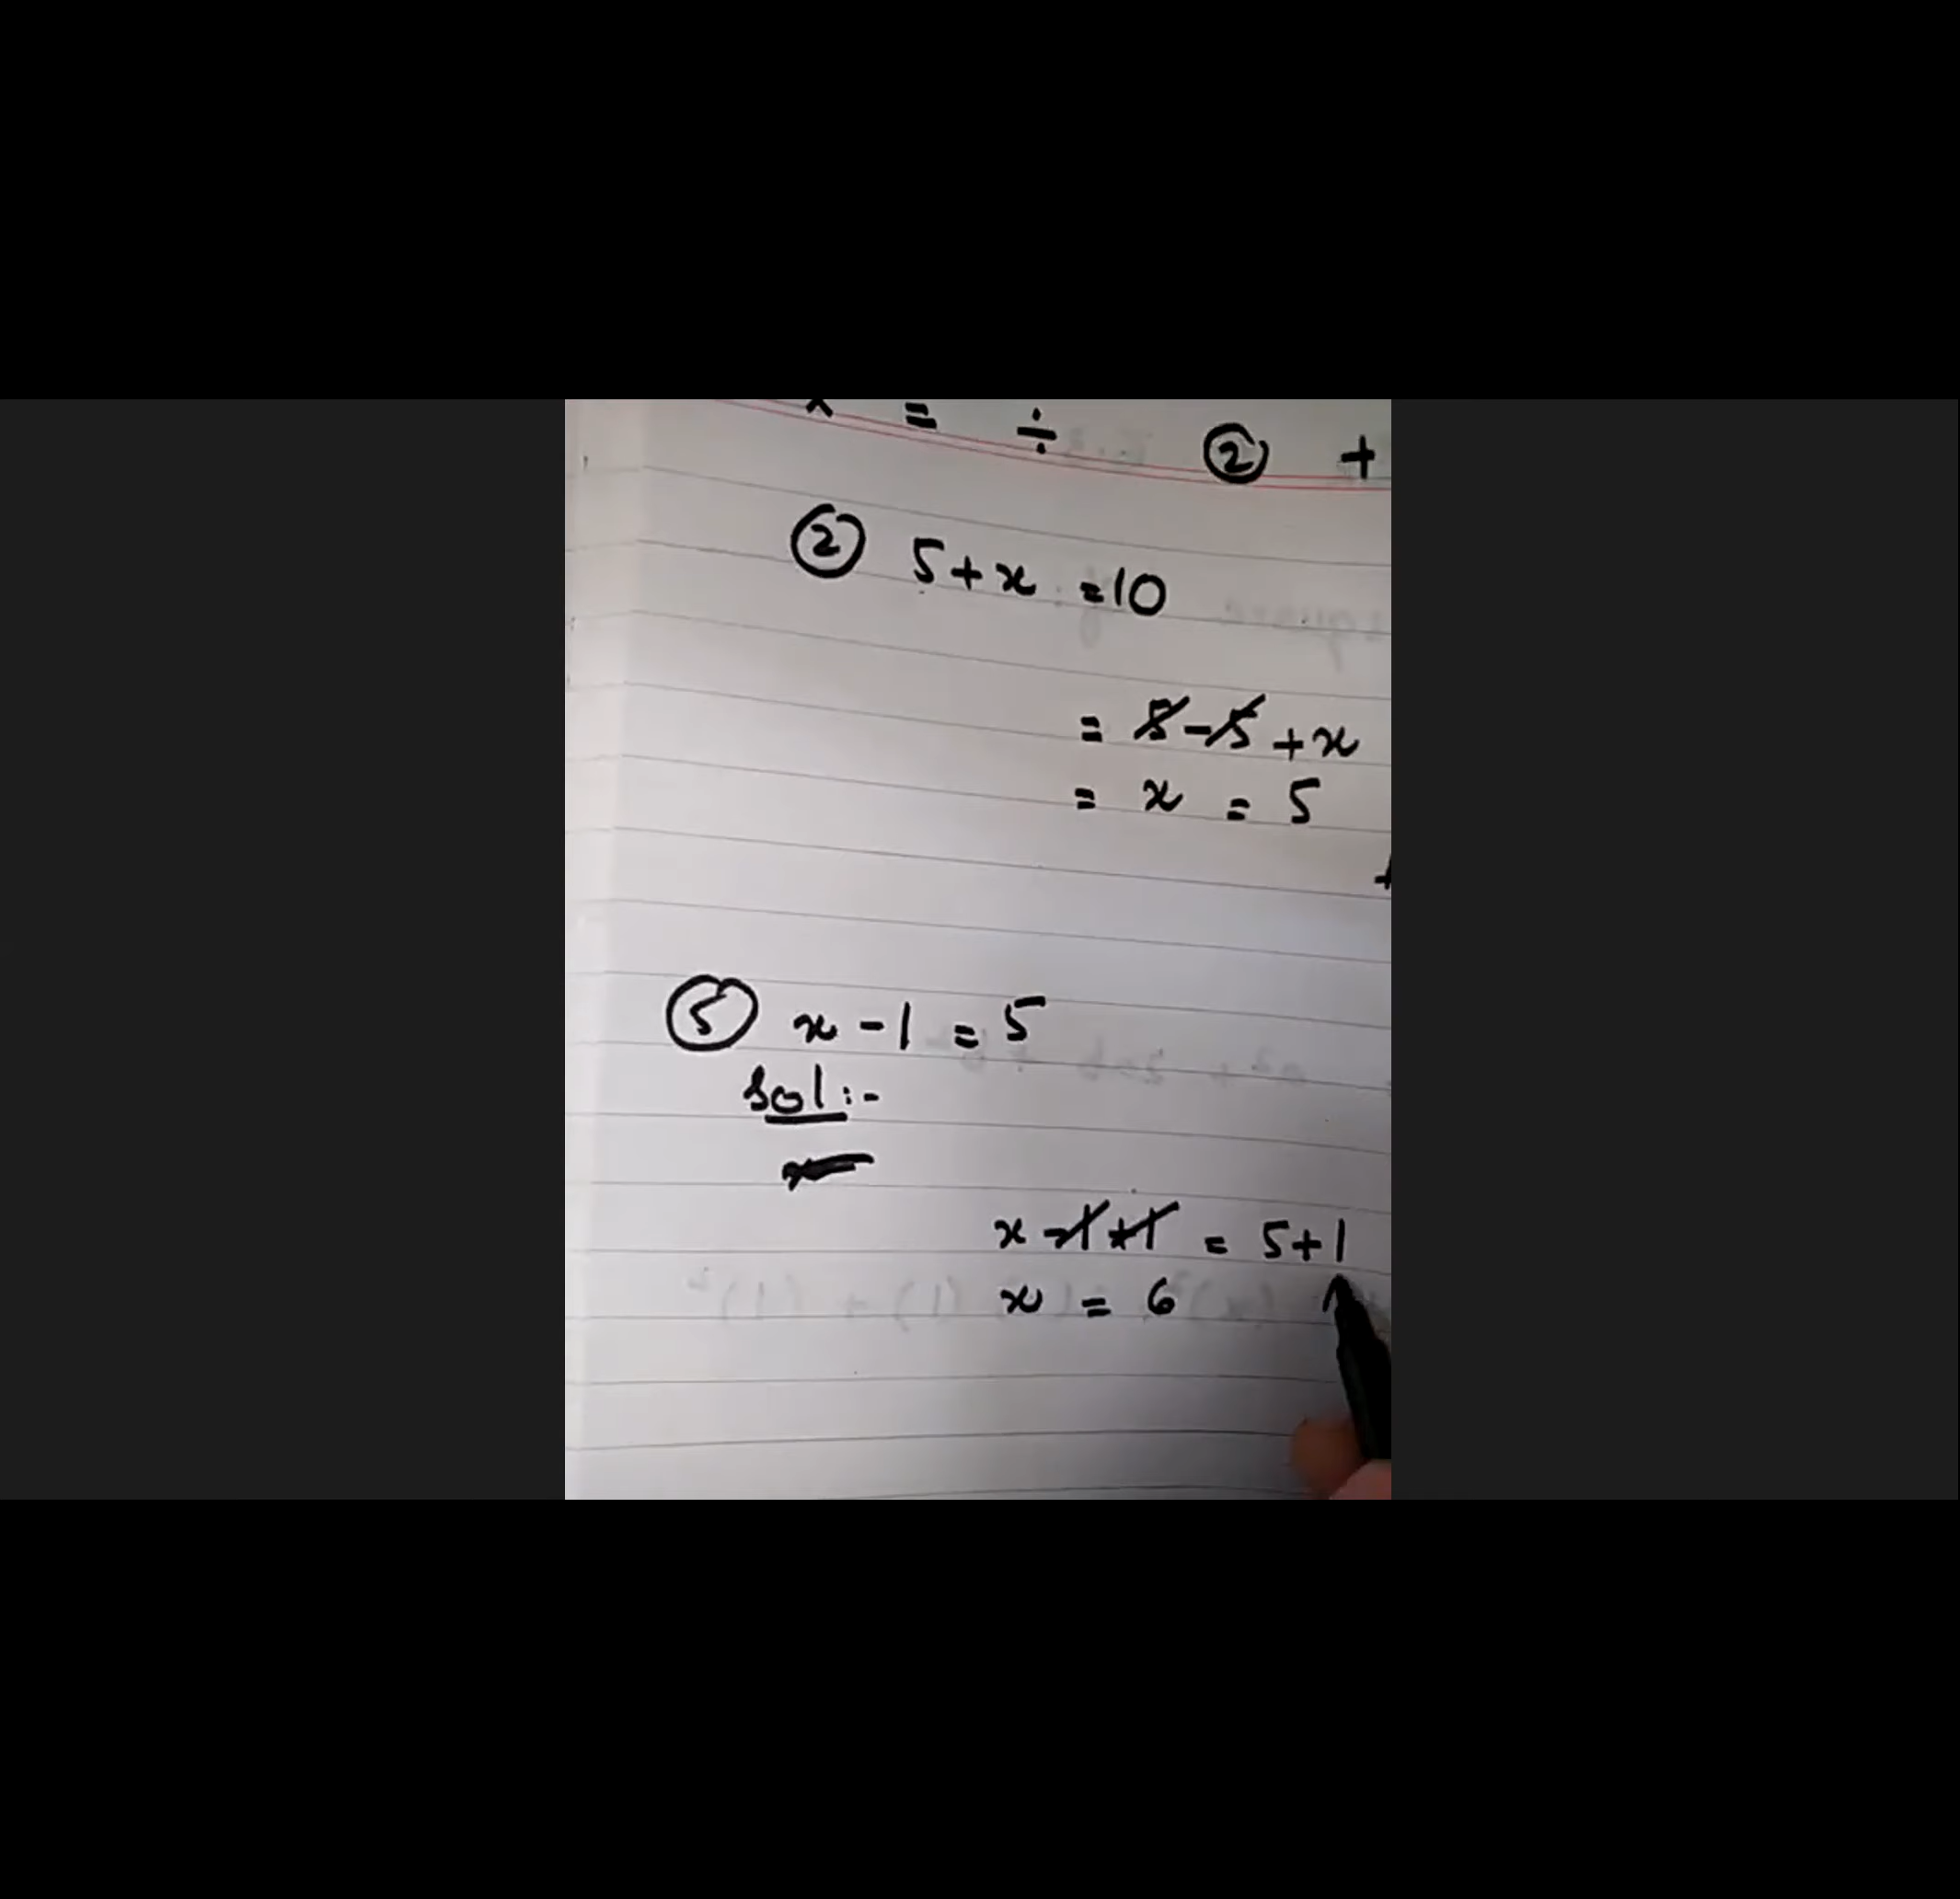 = ÷ ② +
② 5+x =10
= 5-5+x
= x = 5
⑤ x-1=5
Sol:-
x-1+1 = 5+1
x = 6